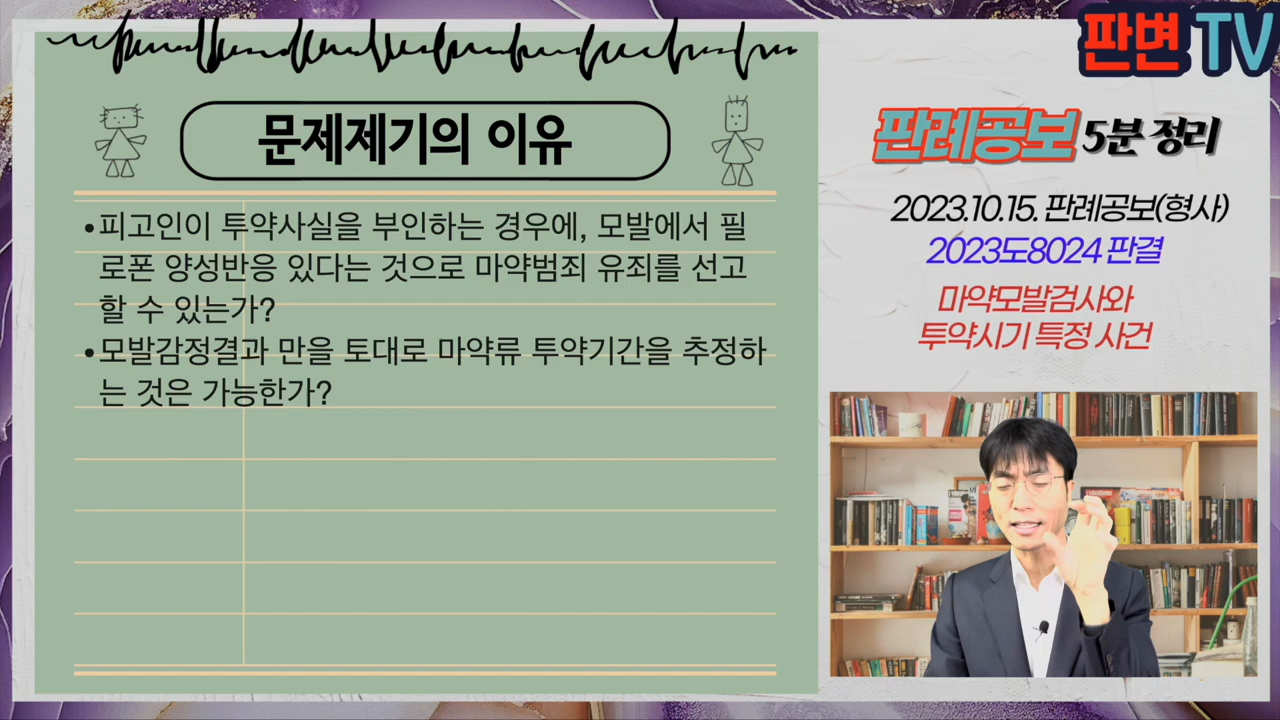 판변 TV
문제제기의 이유
•피고인이 투약사실을 부인하는 경우에, 모발에서 필
로폰 양성반응 있다는 것으로 마약범죄 유죄를 선고
할 수 있는가?
•모발감정결과 만을 토대로 마약류 투약기간을 추정하
는 것은 가능한가?
판례공보 5분 정리
2023.10.15. 판례공보(형사)
2023도8024 판결
마약모발검사와
투약시기 특정 사건